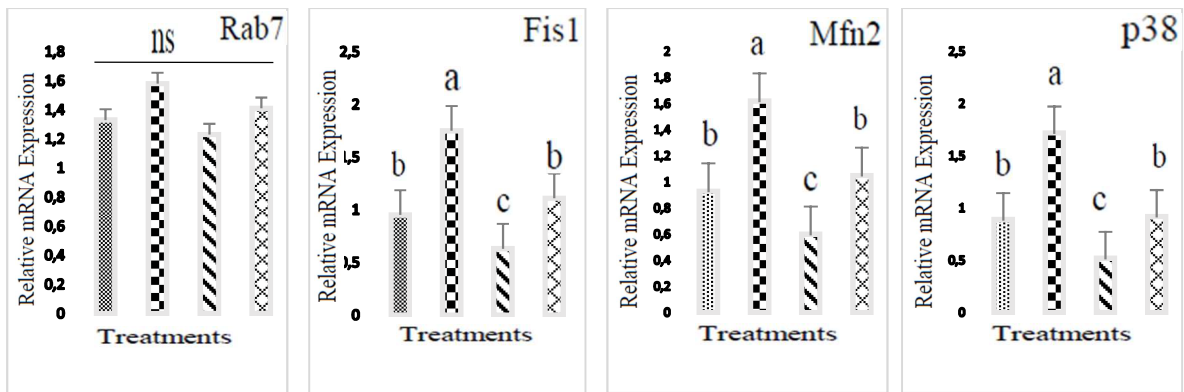 Rab7
ns
Relative mRNA Expression
1,8
1,6
1,4
1,2
1
0,8
0,6
0,4
0,2
0
Treatments
Fis1
Relative mRNA Expression
2,5
2
,5
1
0,5
0
b
a
c
b
Treatments
Mfn2
Relative mRNA Expression
2
1,8
1,6
1,4
1,2
1
0,8
0,6
0,4
0,2
0
b
a
c
b
Treatments
p38
Relative mRNA Expression
2,5
2
1,5
1
0,5
0
b
a
c
b
Treatments